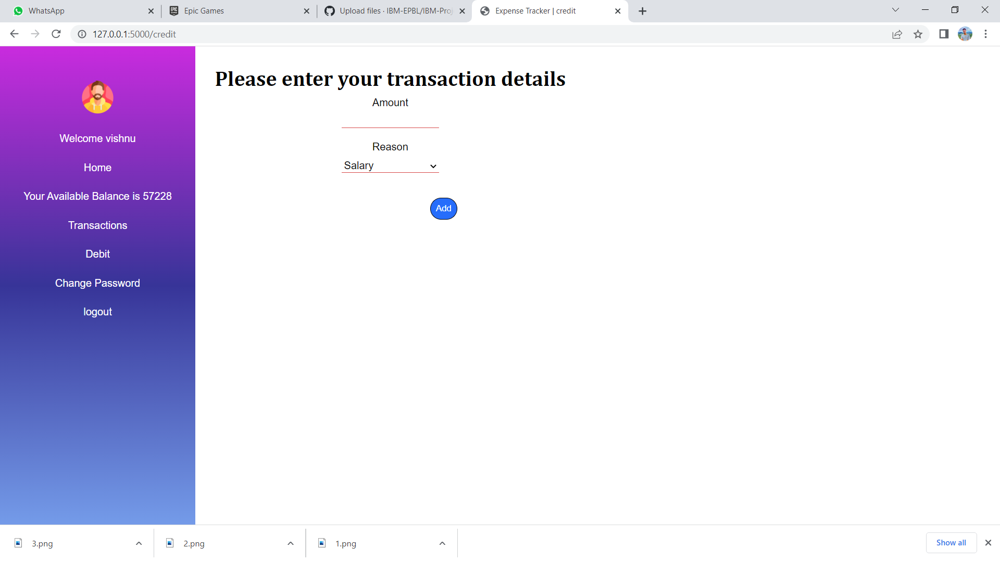 WhatsApp
Epic Games
Upload files · IBM-EPBL/IBM-Proj
Expense Tracker | credit
127.0.0.1:5000/credit
Welcome vishnu
Home
Your Available Balance is 57228
Transactions
Debit
Change Password
logout
Please enter your transaction details
Amount
Reason
Salary
Add
3.png
2.png
1.png
Show all